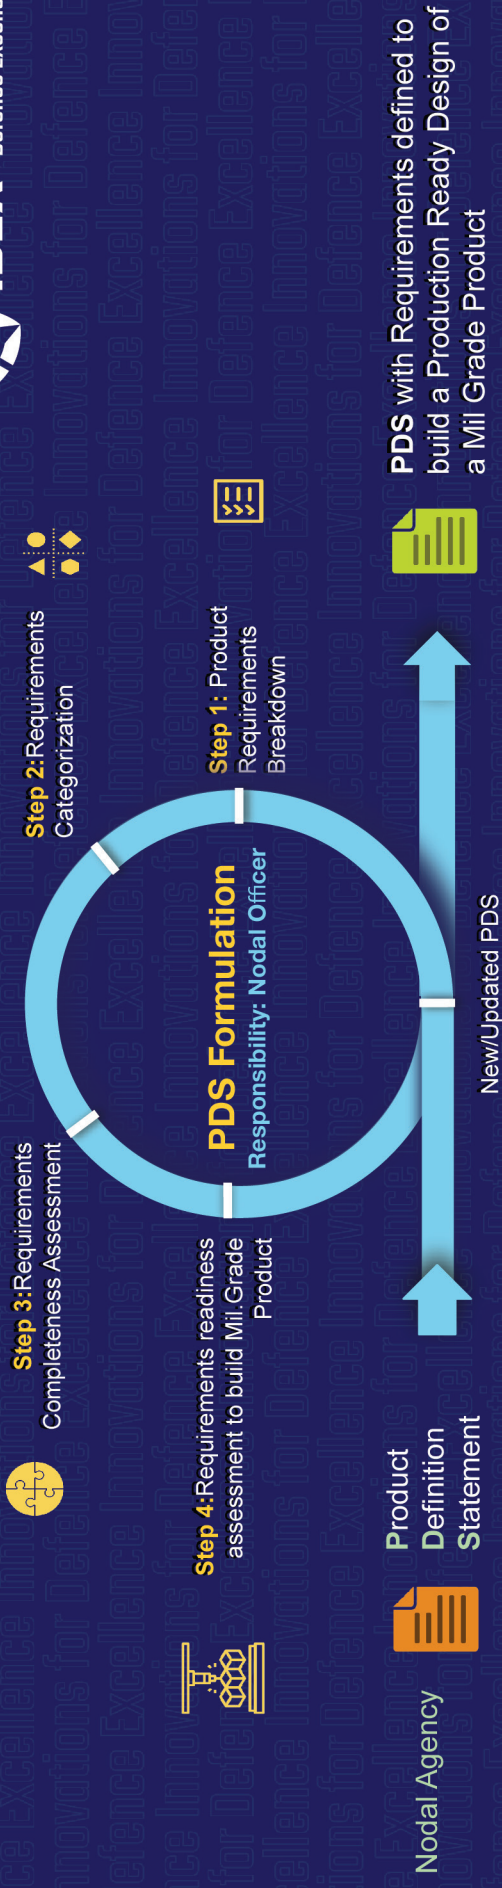 Step 3:Requirements
Completeness Assessment
Step 2:Requirements
Categorization
Step 4:Requirements readiness
assessment to build Mil.Grade
Product
PDS Formulation
Responsibility: Nodal Officer
Step 1: Product
Requirements
Breakdown
Nodal Agency
Product
Definition
Statement
New/Updated PDS
PDS with Requirements defined to
build a Production Ready Design of
a Mil Grade Product